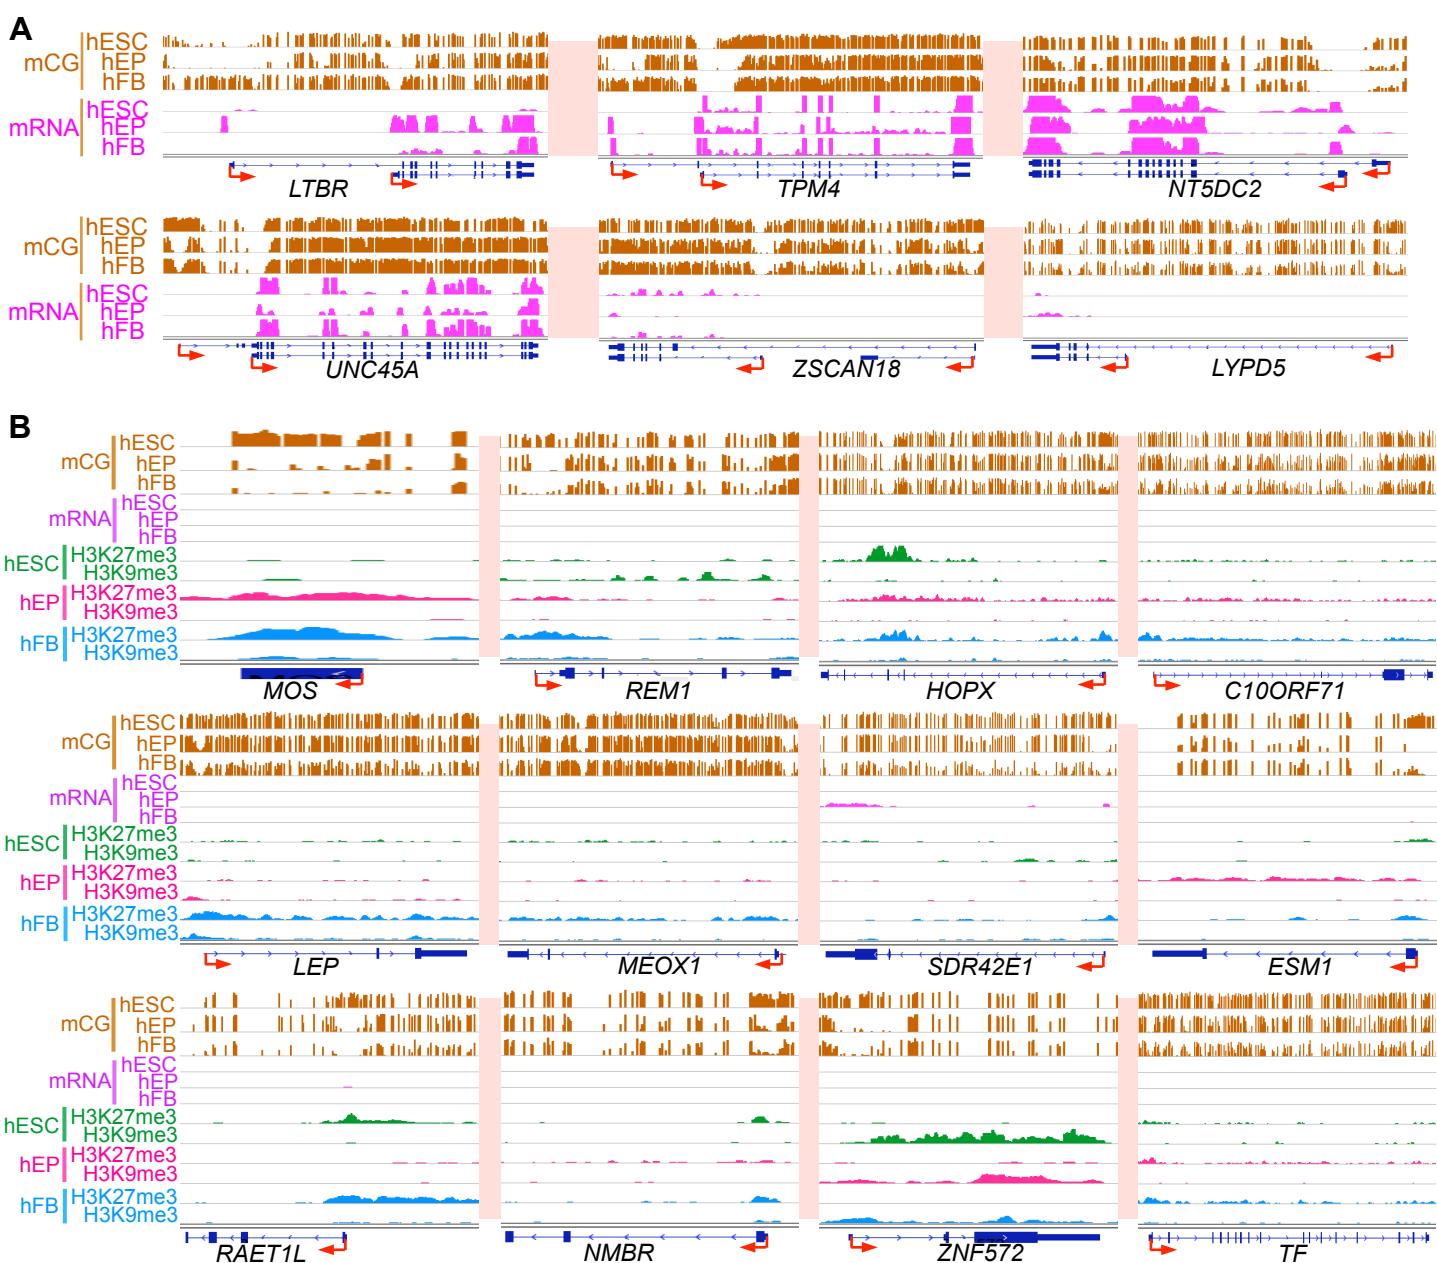 A
mCG
hESC
hEP
hFB
mRNA
hESC
hEP
hFB
LTBR
TPM4
NT5DC2
mCG
hESC
hEP
hFB
mRNA
hESC
hEP
hFB
UNC45A
ZSCAN18
LYPD5
B
mCG
hESC
hEP
hFB
mRNA
hESC
hEP
hFB
hESC
H3K27me3
H3K9me3
hEP
H3K27me3
H3K9me3
hFB
H3K27me3
H3K9me3
MOS
REM1
HOPX
C10ORF71
mCG
hESC
hEP
hFB
mRNA
hESC
hEP
hFB
hESC
H3K27me3
H3K9me3
hEP
H3K27me3
H3K9me3
hFB
H3K27me3
H3K9me3
LEP
MEOX1
SDR42E1
ESM1
mCG
hESC
hEP
hFB
mRNA
hESC
hEP
hFB
hESC
H3K27me3
H3K9me3
hEP
H3K27me3
H3K9me3
hFB
H3K27me3
H3K9me3
RAET1L
NMBR
ZNF572
TF